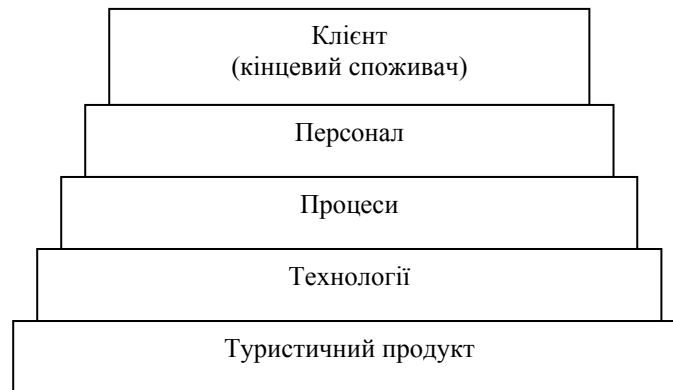 Клієнт
(кінцевий споживач)
Персонал
Процеси
Технології
Туристичний продукт